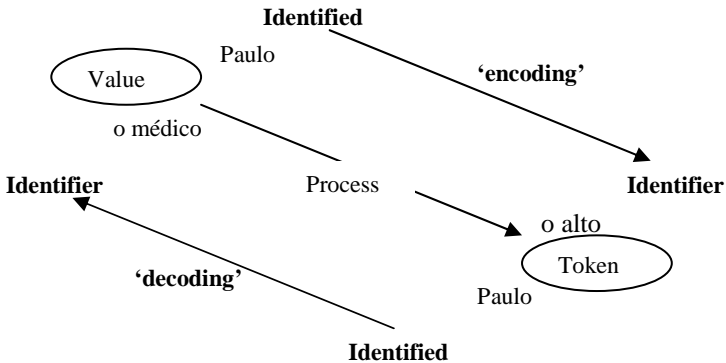 Identified
Paulo
Value
‘encoding’
o médico
Identifier
Process
Identifier
o alto
Token
‘decoding’
Paulo
Identified